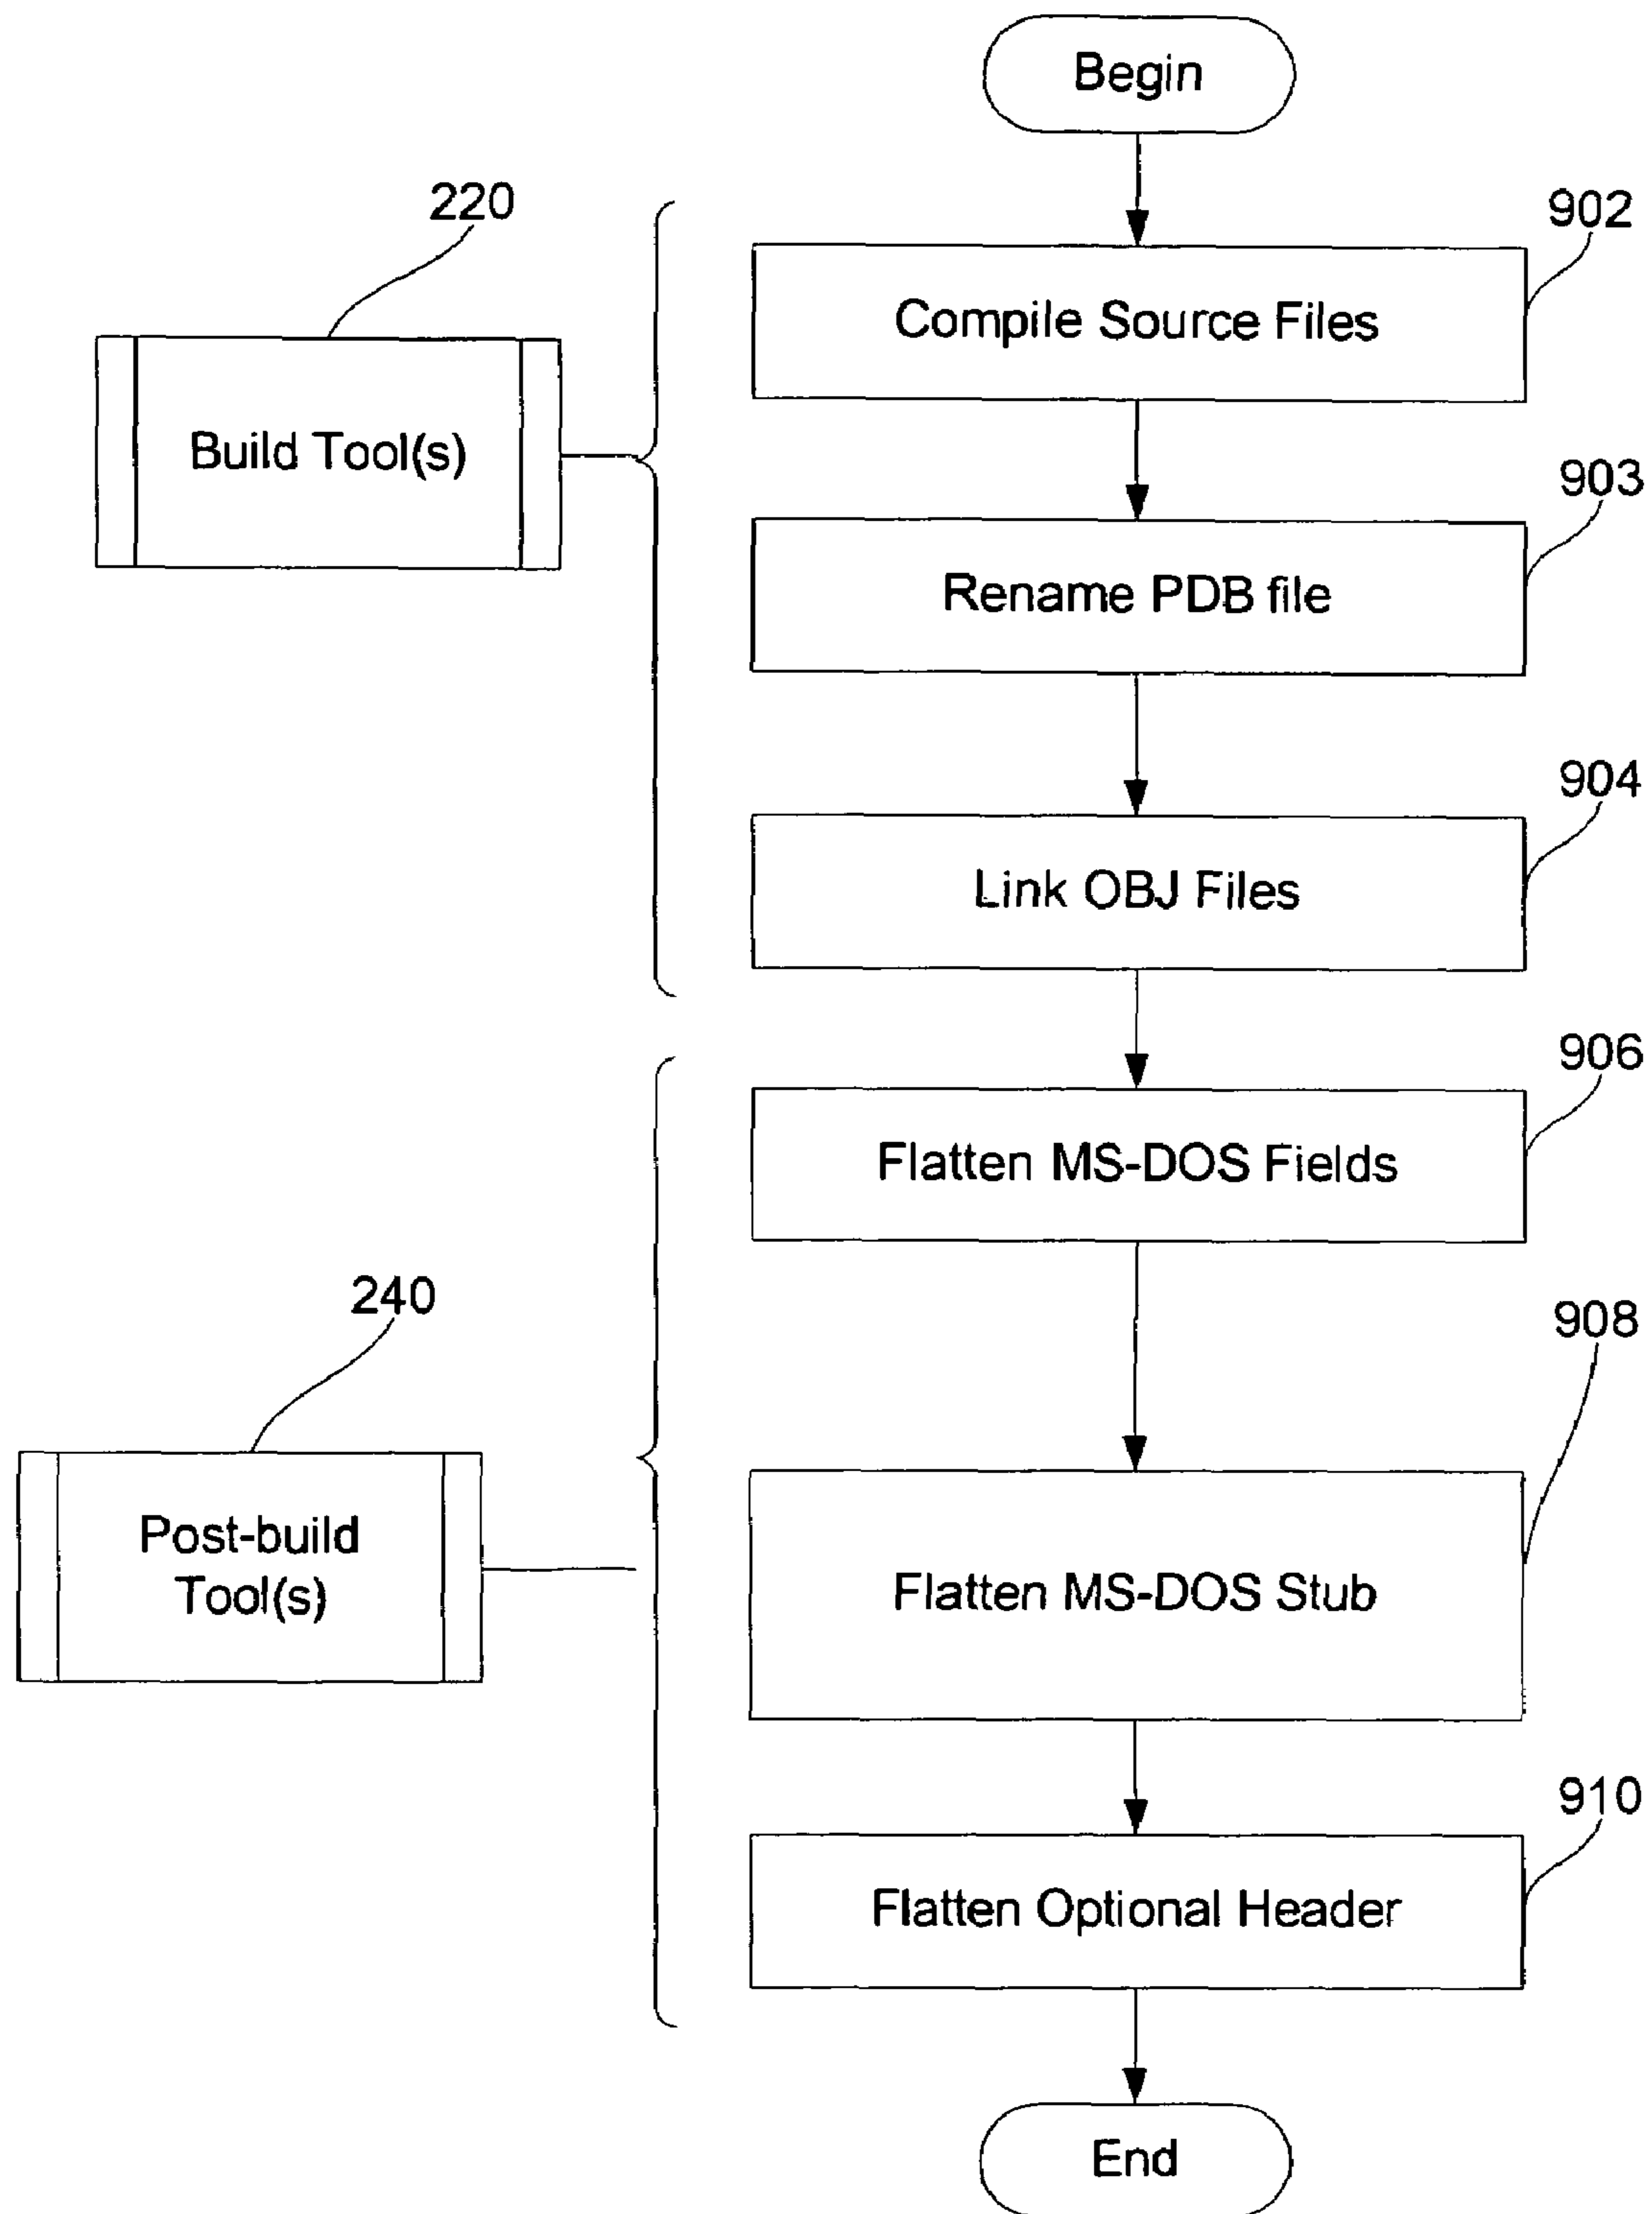 Begin
220
902
Compile Source Files
Build Tool(s)
903
Rename PDB file
904
Link OBJ Files
906
Flatten MS-DOS Fields
240
908
Post-build
Tool(s)
Flatten MS-DOS Stub
910
Flatten Optional Header
End